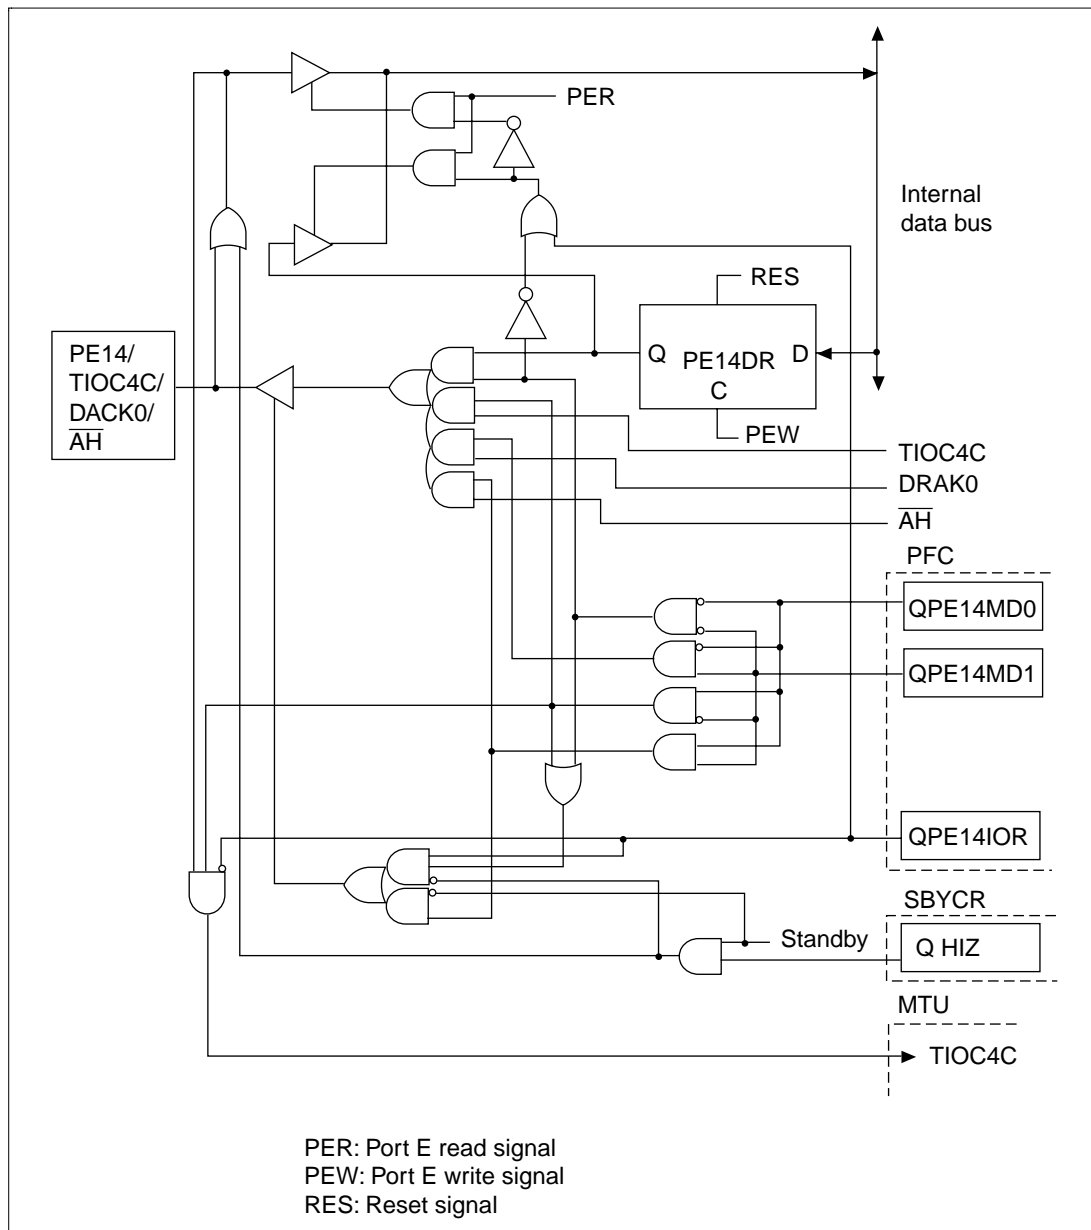 PER
Internal
data bus
RES
PE14/
TIOC4C/
DACK0/
AH
Q
PE14DR
D
C
PEW
TIOC4C
DRAK0
AH
PFC
QPE14MD0
QPE14MD1
QPE14IOR
SBYCR
Standby
Q HIZ
MTU
TIOC4C
PER: Port E read signal
PEW: Port E write signal
RES: Reset signal